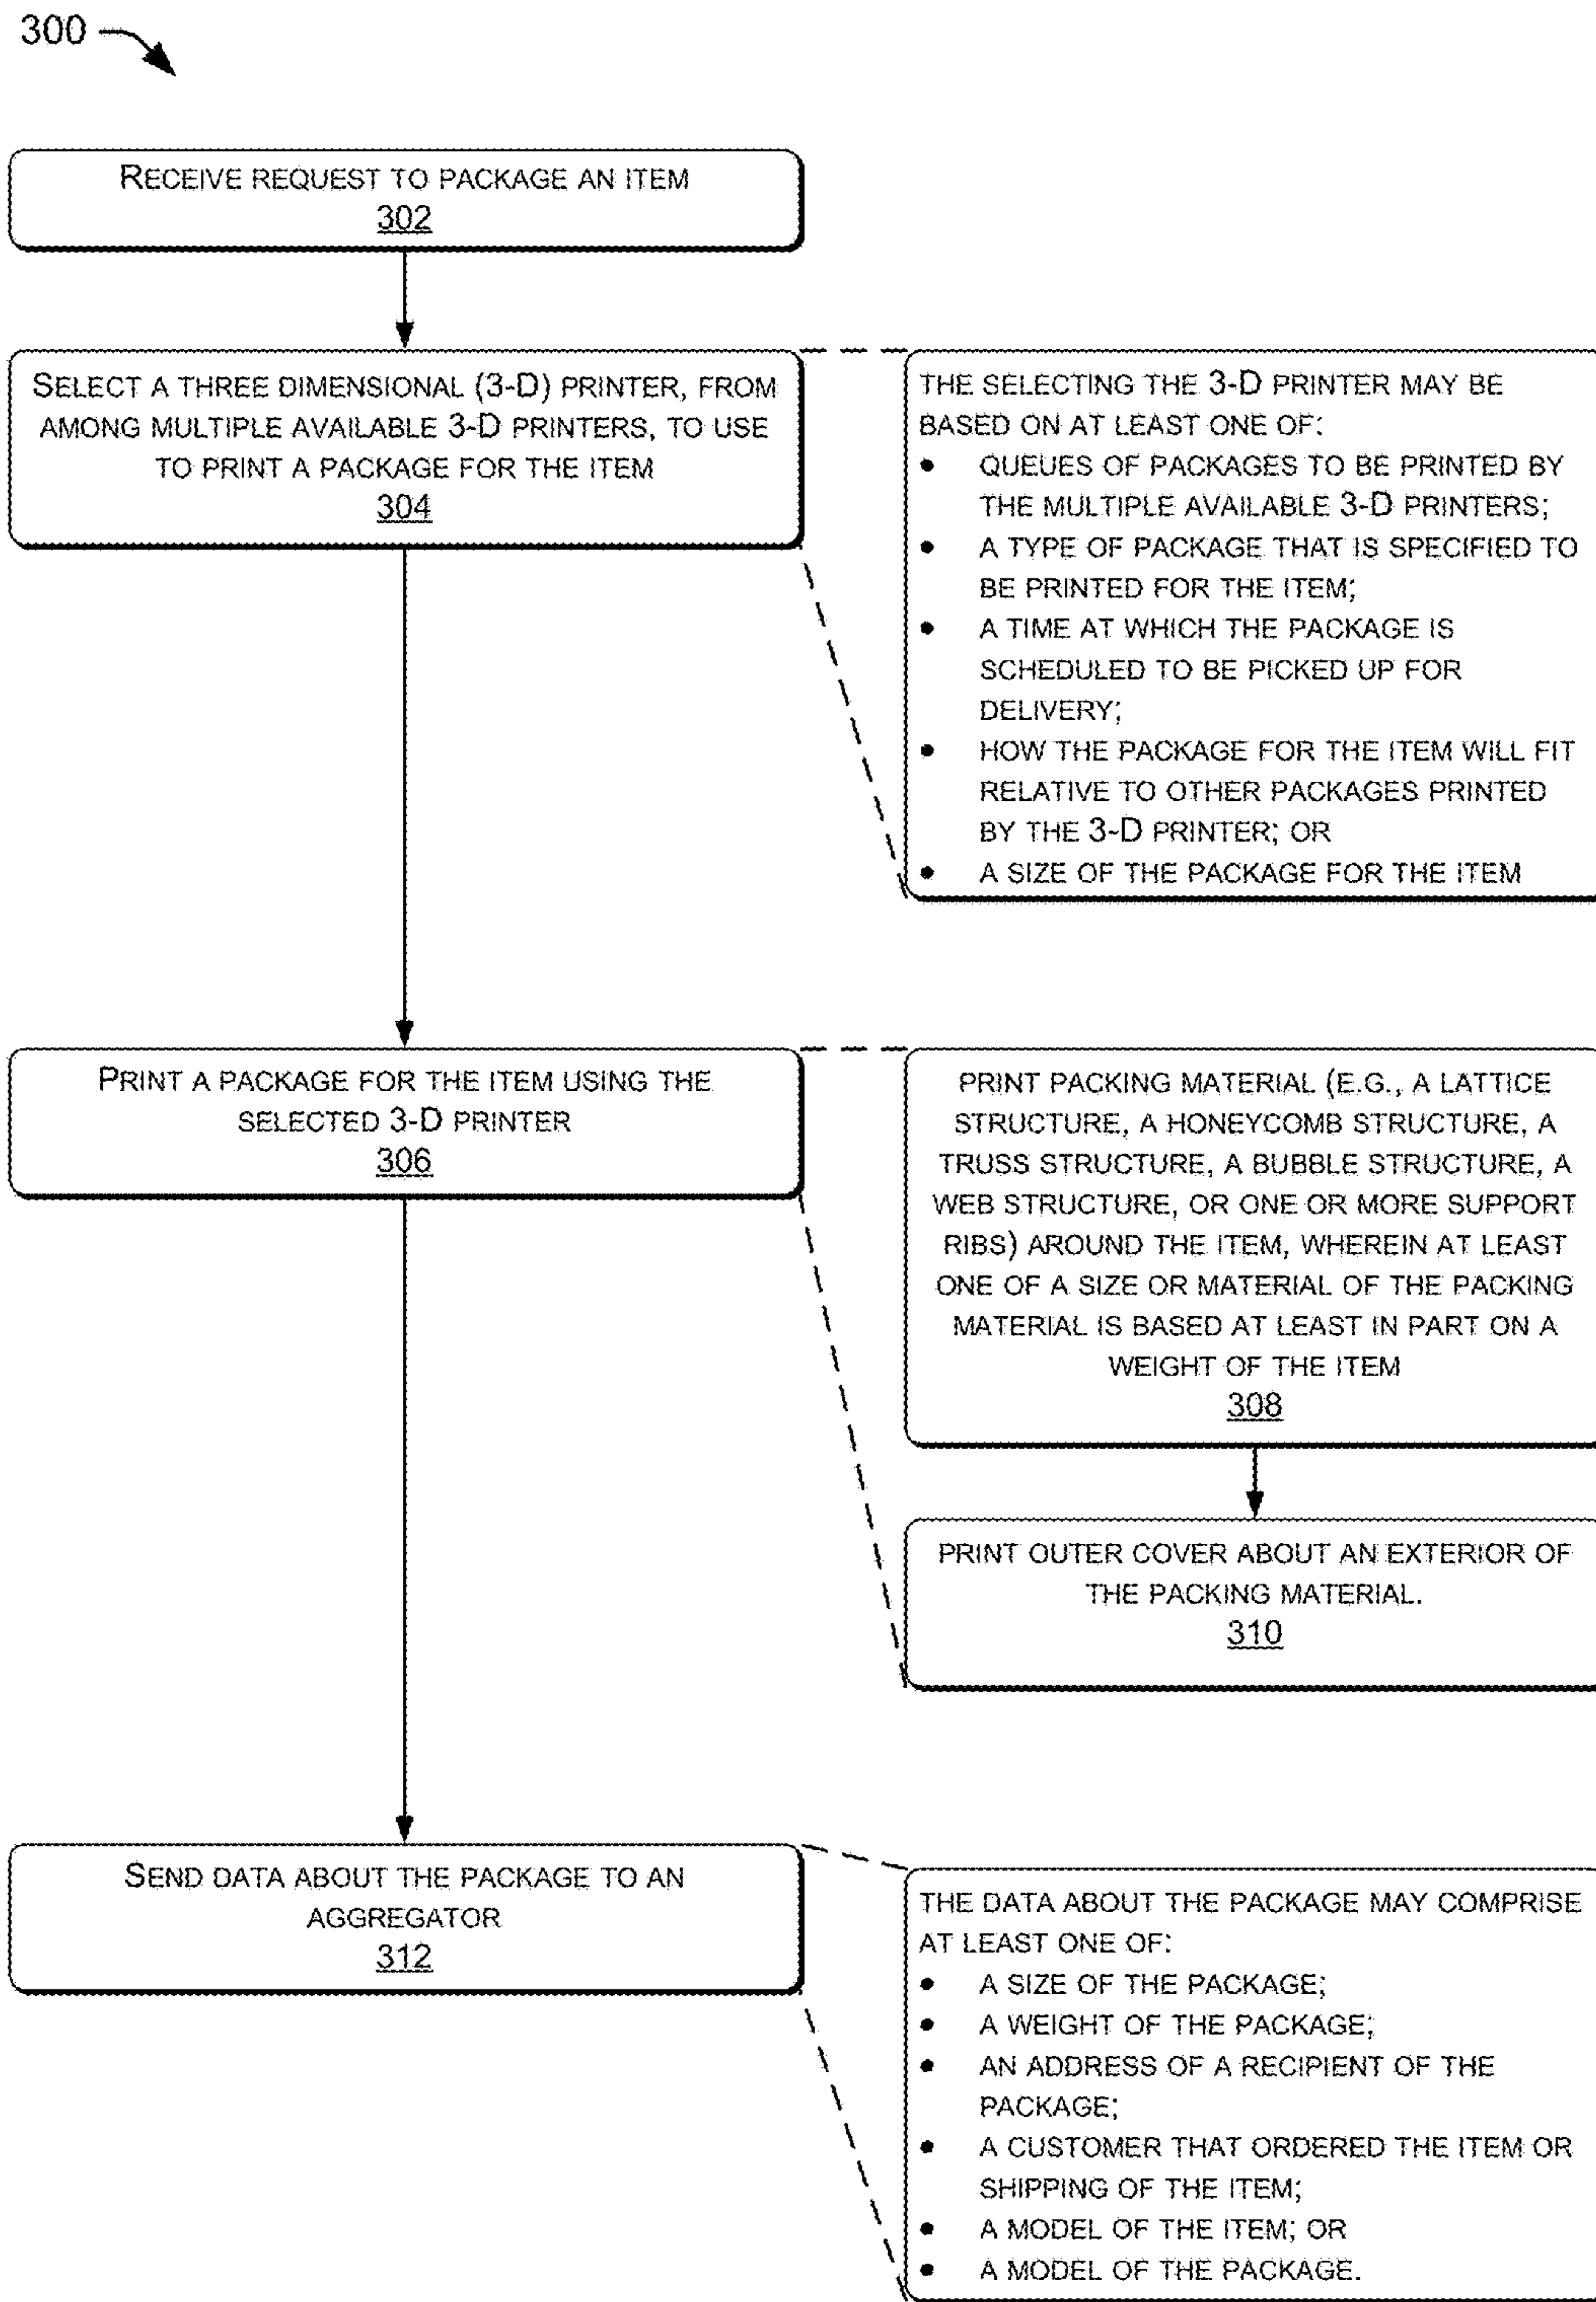 300
RECEIVE REQUEST TO PACKAGE AN ITEM
302
SELECT A THREE DIMENSIONAL (3-D) PRINTER, FROM
AMONG MULTIPLE AVAILABLE 3-D PRINTERS, TO USE
TO PRINT A PACKAGE FOR THE ITEM
304
THE SELECTING THE 3-D PRINTER MAY BE
BASED ON AT LEAST ONE OF:
• QUEUES OF PACKAGES TO BE PRINTED BY
THE MULTIPLE AVAILABLE 3-D PRINTERS;
• A TYPE OF PACKAGE THAT IS SPECIFIED TO
BE PRINTED FOR THE ITEM;
• A TIME AT WHICH THE PACKAGE IS
SCHEDULED TO BE PICKED UP FOR
DELIVERY;
• HOW THE PACKAGE FOR THE ITEM WILL FIT
RELATIVE TO OTHER PACKAGES PRINTED
BY THE 3-D PRINTER; OR
• A SIZE OF THE PACKAGE FOR THE ITEM
PRINT A PACKAGE FOR THE ITEM USING THE
SELECTED 3-D PRINTER
306
PRINT PACKING MATERIAL (E.G., A LATTICE
STRUCTURE, A HONEYCOMB STRUCTURE, A
TRUSS STRUCTURE, A BUBBLE STRUCTURE, A
WEB STRUCTURE, OR ONE OR MORE SUPPORT
RIBS) AROUND THE ITEM, WHEREIN AT LEAST
ONE OF A SIZE OR MATERIAL OF THE PACKING
MATERIAL IS BASED AT LEAST IN PART ON A
WEIGHT OF THE ITEM
308
PRINT OUTER COVER ABOUT AN EXTERIOR OF
THE PACKING MATERIAL.
310
SEND DATA ABOUT THE PACKAGE TO AN
AGGREGATOR
312
THE DATA ABOUT THE PACKAGE MAY COMPRISE
AT LEAST ONE OF:
• A SIZE OF THE PACKAGE;
• A WEIGHT OF THE PACKAGE;
• AN ADDRESS OF A RECIPIENT OF THE
PACKAGE;
• A CUSTOMER THAT ORDERED THE ITEM OR
SHIPPING OF THE ITEM;
• A MODEL OF THE ITEM; OR
• A MODEL OF THE PACKAGE.